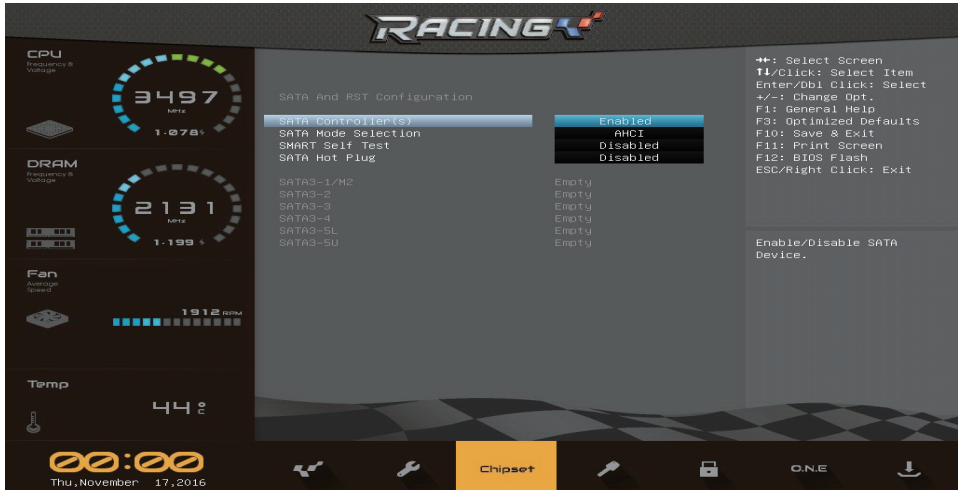 RACING
CPU
Frequency &
Voltage
3497
MHz
1.078
DRAM
Frequency &
Voltage
2131
MHz
1.199
Fan
Average
Speed
1912 RPM
Temp
44 °C
00:00
Thu,November 17,2016
SATA And RST Configuration
SATA Controller(s) Enabled
SATA Mode Selection AHCI
SMART Self Test Disabled
SATA Hot Plug Disabled
SATA3-1/M2 Empty
SATA3-2 Empty
SATA3-3 Empty
SATA3-4 Empty
SATA3-5L Empty
SATA3-5U Empty
→←: Select Screen
↑↓/Click: Select Item
Enter/Dbl Click: Select
+/-: Change Opt.
F1: General Help
F3: Optimized Defaults
F10: Save & Exit
F11: Print Screen
F12: BIOS Flash
ESC/Right Click: Exit
Enable/Disable SATA
Device.
Chipset
O.N.E